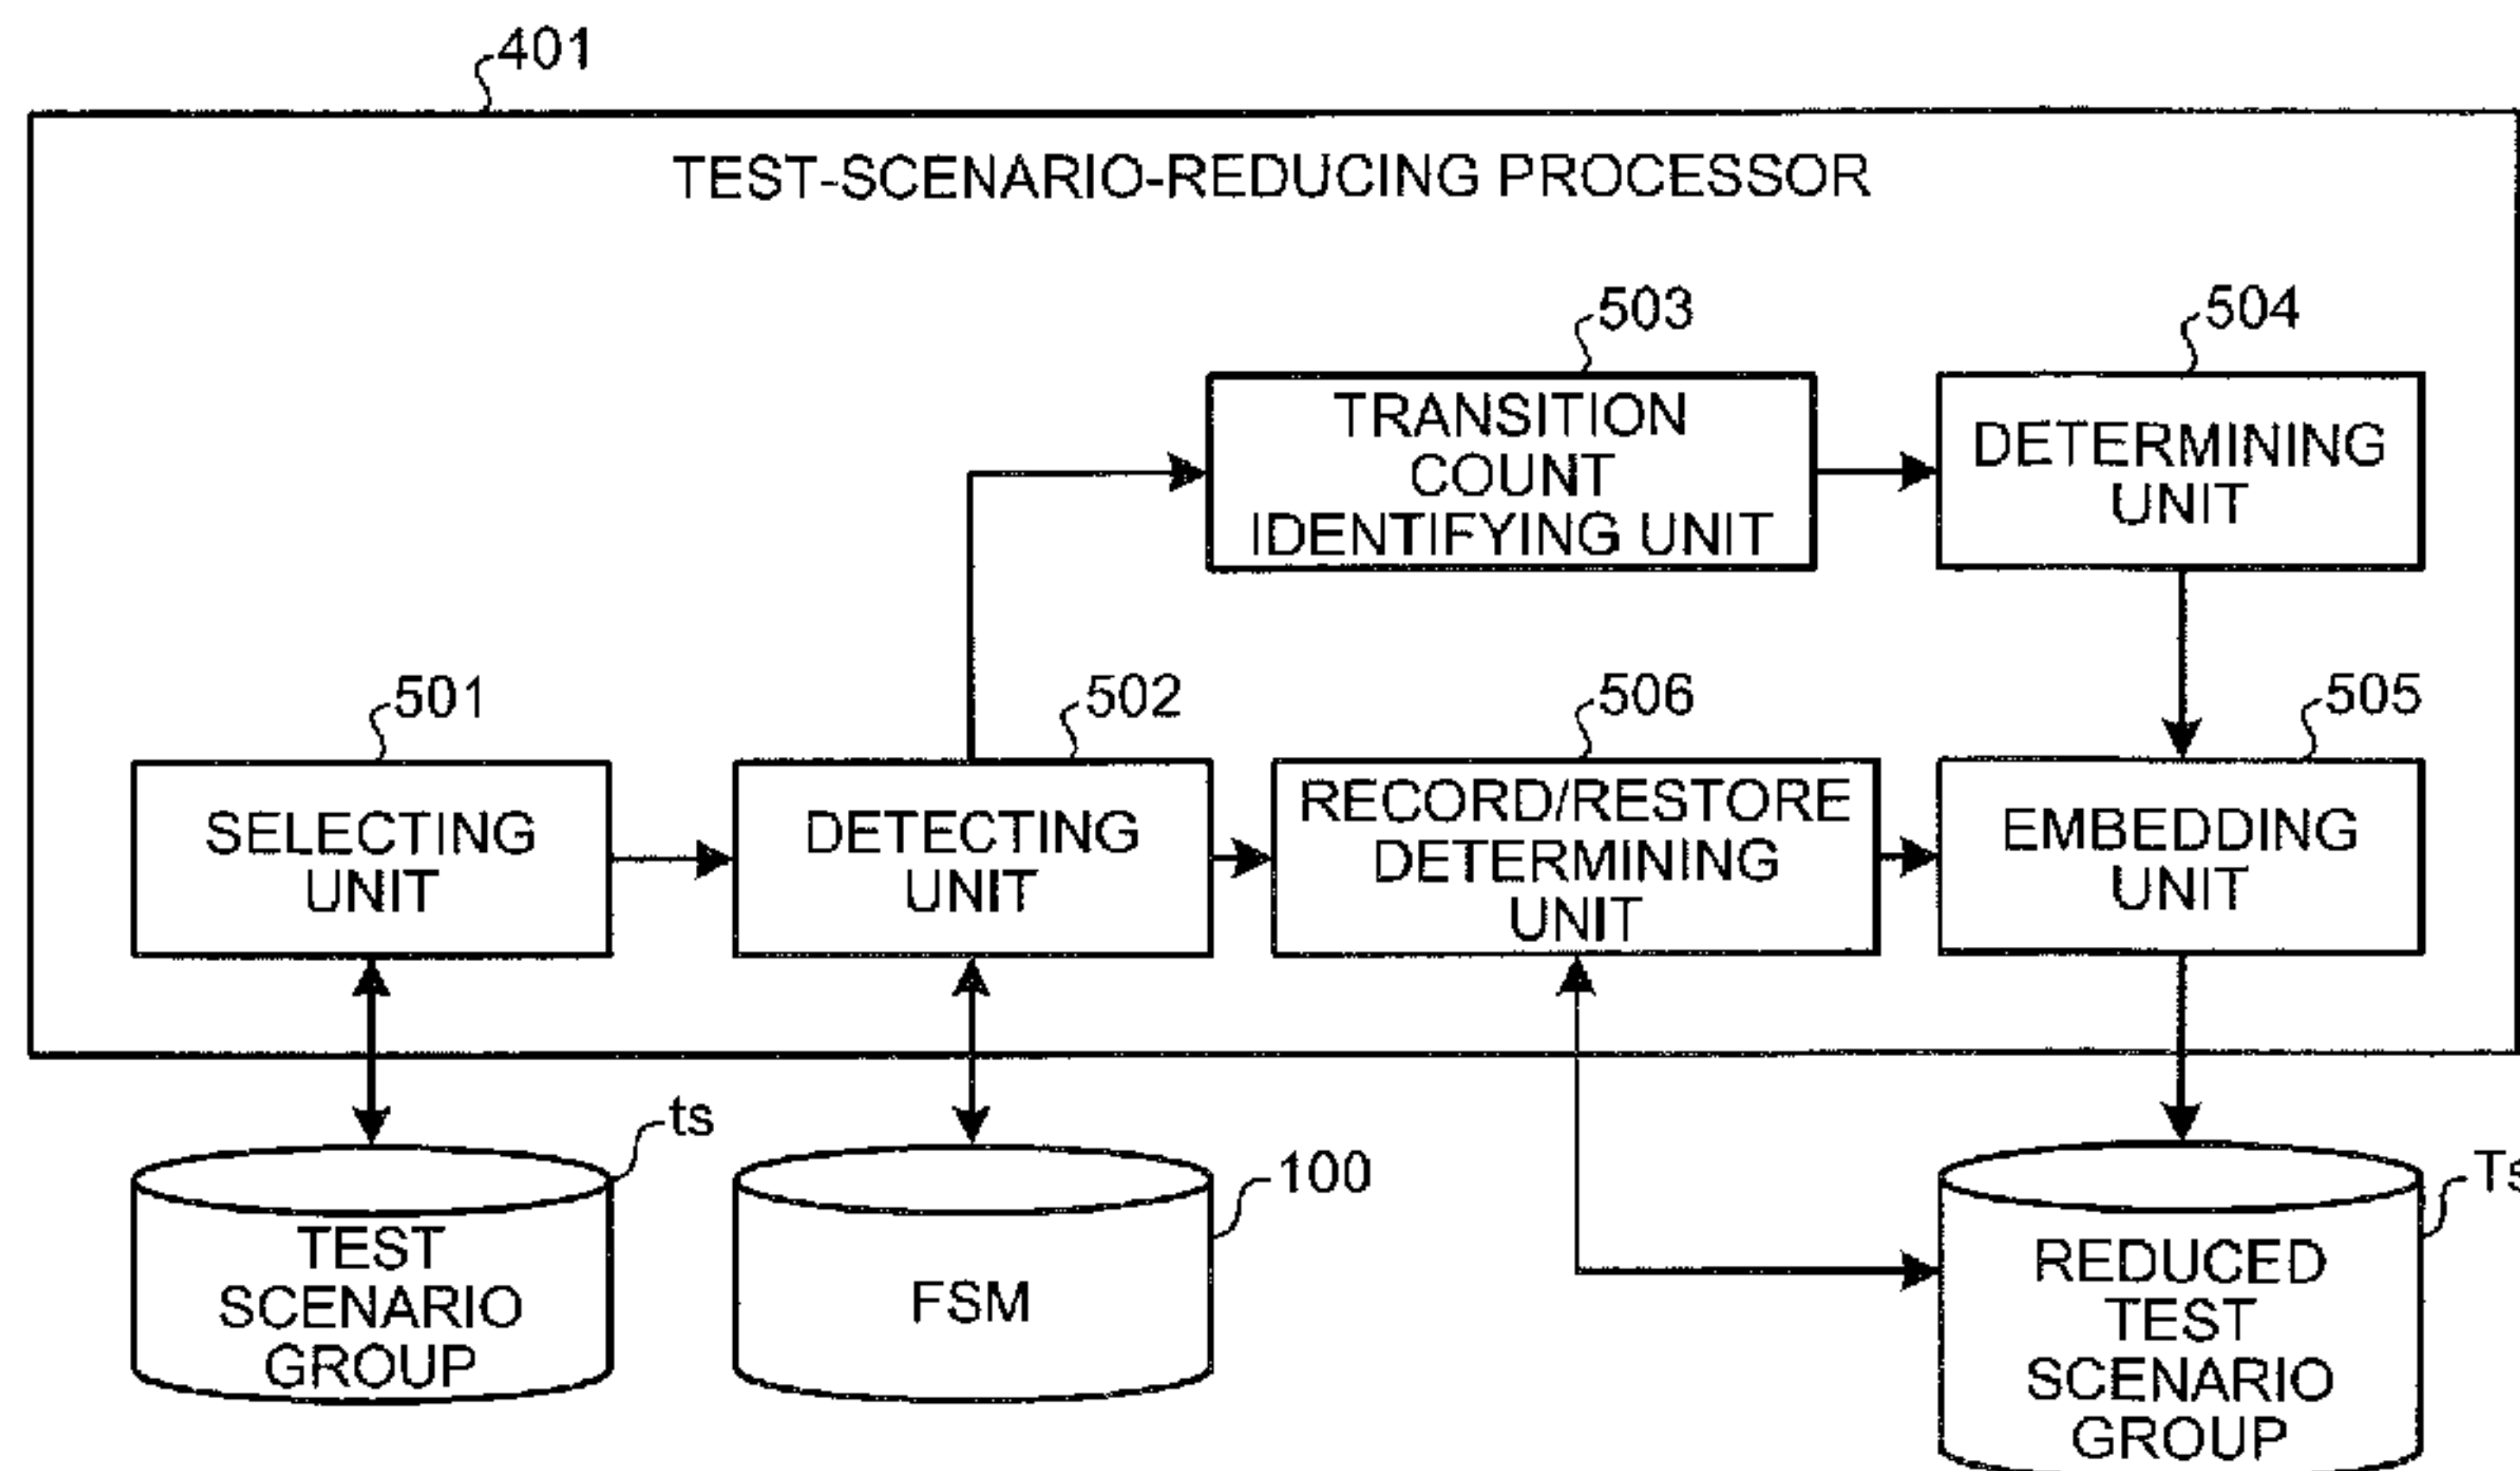 401
TEST-SCENARIO-REDUCING PROCESSOR
503
504
TRANSITION
COUNT
IDENTIFYING UNIT
DETERMINING
UNIT
501
502
506
505
SELECTING
UNIT
DETECTING
UNIT
RECORD/RESTORE
DETERMINING
UNIT
EMBEDDING
UNIT
ts
100
TEST
SCENARIO
GROUP
FSM
REDUCED
TEST
SCENARIO
GROUP